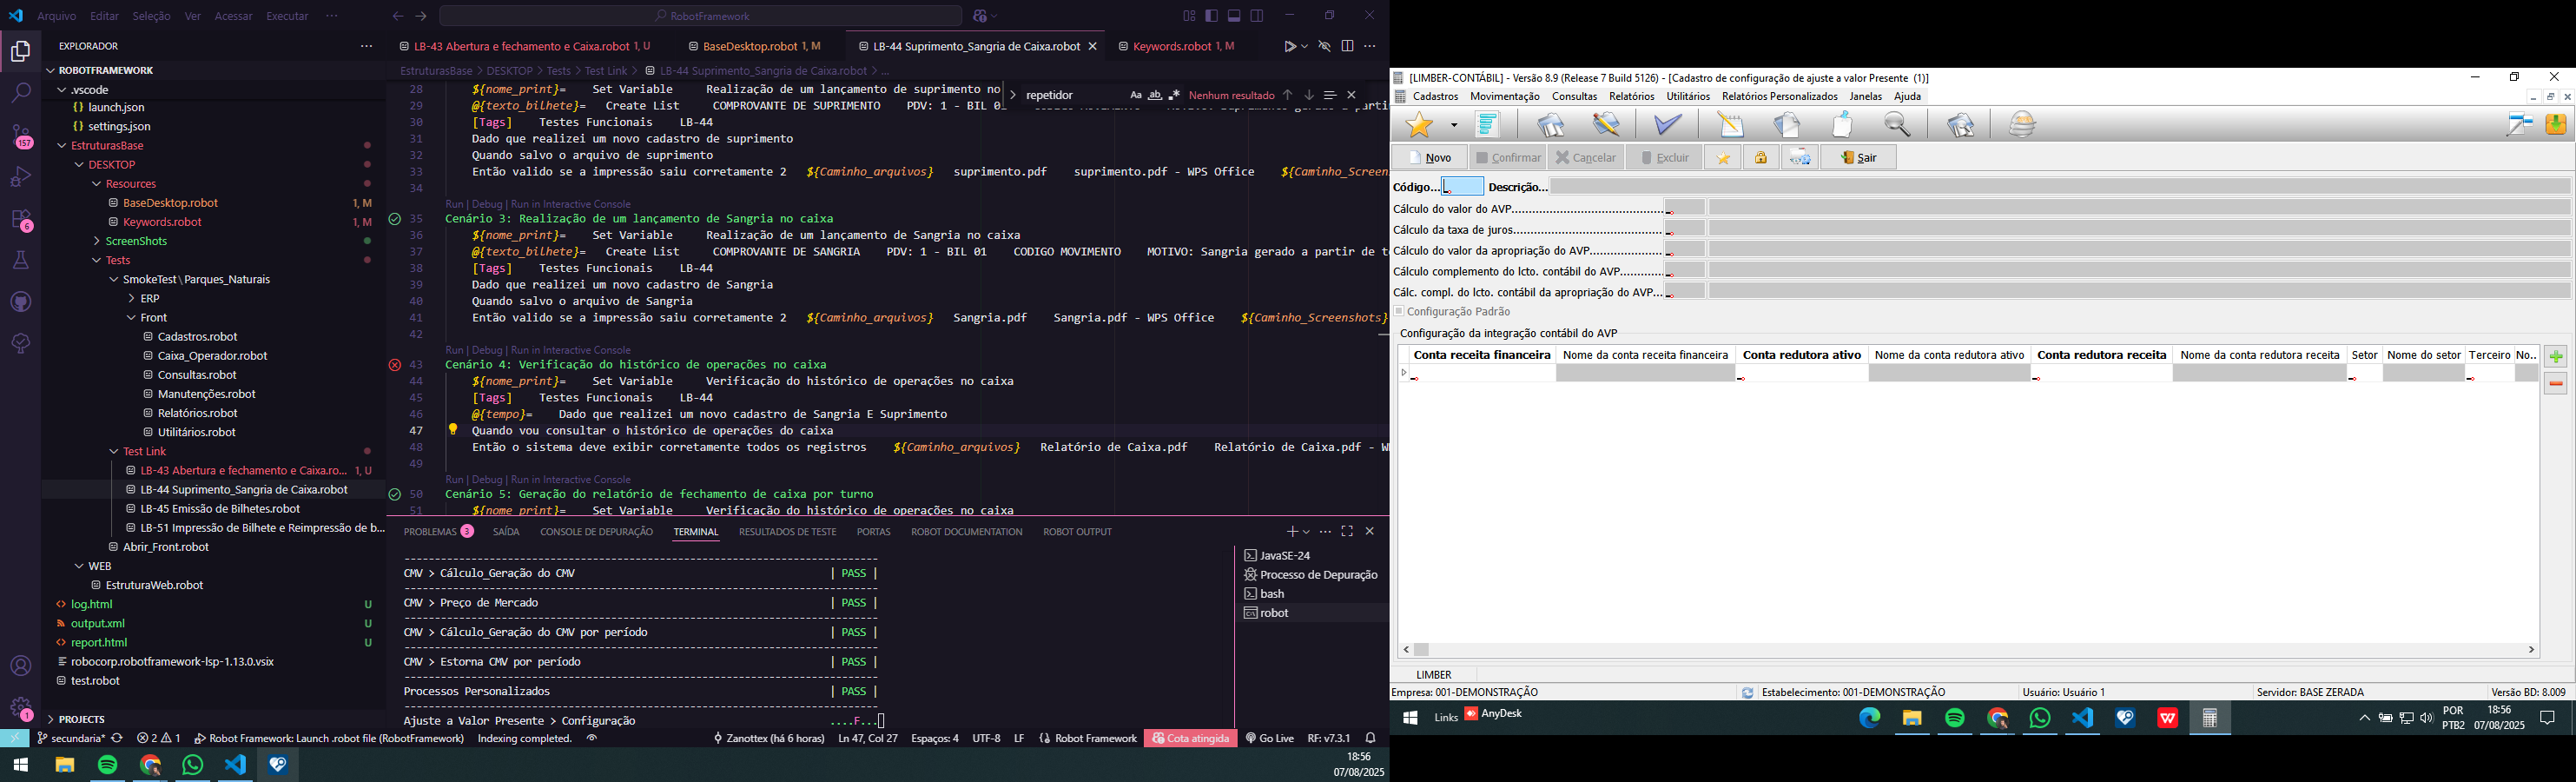 Arquivo Editar Seleção Ver Acessar Executar ··· RobotFramework
EXPLORADOR
ROBOTFRAMEWORK
.vscode
launch.json
settings.json
EstruturasBase
DESKTOP
Resources
BaseDesktop.robot 1, M
Keywords.robot 1, M
ScreenShots
Tests
SmokeTest\Parques_Naturais
ERP
Front
Cadastros.robot
Caixa_Operador.robot
Consultas.robot
Manutenções.robot
Relatórios.robot
Utilitários.robot
Test Link
LB-43 Abertura e fechamento e Caixa.ro... 1, U
LB-44 Suprimento_Sangria de Caixa.robot
LB-45 Emissão de Bilhetes.robot
LB-51 Impressão de Bilhete e Reimpressão de b...
Abrir_Front.robot
WEB
EstruturaWeb.robot
log.html U
output.xml U
report.html U
robocorp.robotframework-lsp-1.13.0.vsix
test.robot
PROJECTS
157
6
1
LB-43 Abertura e fechamento e Caixa.robot 1, U BaseDesktop.robot 1, M LB-44 Suprimento_Sangria de Caixa.robot Keywords.robot 1, M
EstruturasBase > DESKTOP > Tests > Test Link > LB-44 Suprimento_Sangria de Caixa.robot > ...
repetidor Aa ab Nenhum resultado
28 ${nome_print}= Set Variable Realização de um lançamento de suprimento no
29 @{texto_bilhete}= Create List COMPROVANTE DE SUPRIMENTO PDV: 1 - BIL 01
30 [Tags] Testes Funcionais LB-44
31 Dado que realizei um novo cadastro de suprimento
32 Quando salvo o arquivo de suprimento
33 Então valido se a impressão saiu corretamente 2 ${Caminho_arquivos} suprimento.pdf suprimento.pdf - WPS Office ${Caminho_Screen
34
Run | Debug | Run in Interactive Console
35 Cenário 3: Realização de um lançamento de Sangria no caixa
36 ${nome_print}= Set Variable Realização de um lançamento de Sangria no caixa
37 @{texto_bilhete}= Create List COMPROVANTE DE SANGRIA PDV: 1 - BIL 01 CODIGO MOVIMENTO MOTIVO: Sangria gerado a partir de t
38 [Tags] Testes Funcionais LB-44
39 Dado que realizei um novo cadastro de Sangria
40 Quando salvo o arquivo de Sangria
41 Então valido se a impressão saiu corretamente 2 ${Caminho_arquivos} Sangria.pdf Sangria.pdf - WPS Office ${Caminho_Screenshots}
42
Run | Debug | Run in Interactive Console
43 Cenário 4: Verificação do histórico de operações no caixa
44 ${nome_print}= Set Variable Verificação do histórico de operações no caixa
45 [Tags] Testes Funcionais LB-44
46 @{tempo}= Dado que realizei um novo cadastro de Sangria E Suprimento
47 Quando vou consultar o histórico de operações do caixa
48 Então o sistema deve exibir corretamente todos os registros ${Caminho_arquivos} Relatório de Caixa.pdf Relatório de Caixa.pdf - W
49
Run | Debug | Run in Interactive Console
50 Cenário 5: Geração do relatório de fechamento de caixa por turno
51 ${nome_print}= Set Variable Verificação do histórico de operações no caixa
PROBLEMAS 3 SAÍDA CONSOLE DE DEPURAÇÃO TERMINAL RESULTADOS DE TESTE PORTAS ROBOT DOCUMENTATION ROBOT OUTPUT
CMV > Cálculo_Geração do CMV | PASS |
CMV > Preço de Mercado | PASS |
CMV > Cálculo_Geração do CMV por período | PASS |
CMV > Estorna CMV por período | PASS |
Processos Personalizados | PASS |
Ajuste a Valor Presente > Configuração ....F...
JavaSE-24
Processo de Depuração
bash
robot
secundaria* 2 1 Robot Framework: Launch .robot file (RobotFramework) Indexing completed. Zanottex (há 6 horas) Ln 47, Col 27 Espaços: 4 UTF-8 LF Robot Framework Cota atingida Go Live RF: v7.3.1
18:56
07/08/2025
[LIMBER-CONTÁBIL] - Versão 8.9 (Release 7 Build 5126) - [Cadastro de configuração de ajuste a valor Presente (1)]
Cadastros Movimentação Consultas Relatórios Utilitários Relatórios Personalizados Janelas Ajuda
Novo Confirmar Cancelar Excluir Sair
Código... Descrição...
Cálculo do valor do AVP
Cálculo da taxa de juros
Cálculo do valor da apropriação do AVP
Cálculo complemento do lcto. contábil do AVP
Cálc. compl. do lcto. contábil da apropriação do AVP...
Configuração Padrão
Configuração da integração contábil do AVP
Conta receita financeira Nome da conta receita financeira Conta redutora ativo Nome da conta redutora ativo Conta redutora receita Nome da conta redutora receita Setor Nome do setor Terceiro No..
LIMBER
Empresa: 001-DEMONSTRAÇÃO Estabelecimento: 001-DEMONSTRAÇÃO Usuário: Usuário 1 Servidor: BASE ZERADA Versão BD: 8.009
Links AnyDesk
POR
PTB2
18:56
07/08/2025